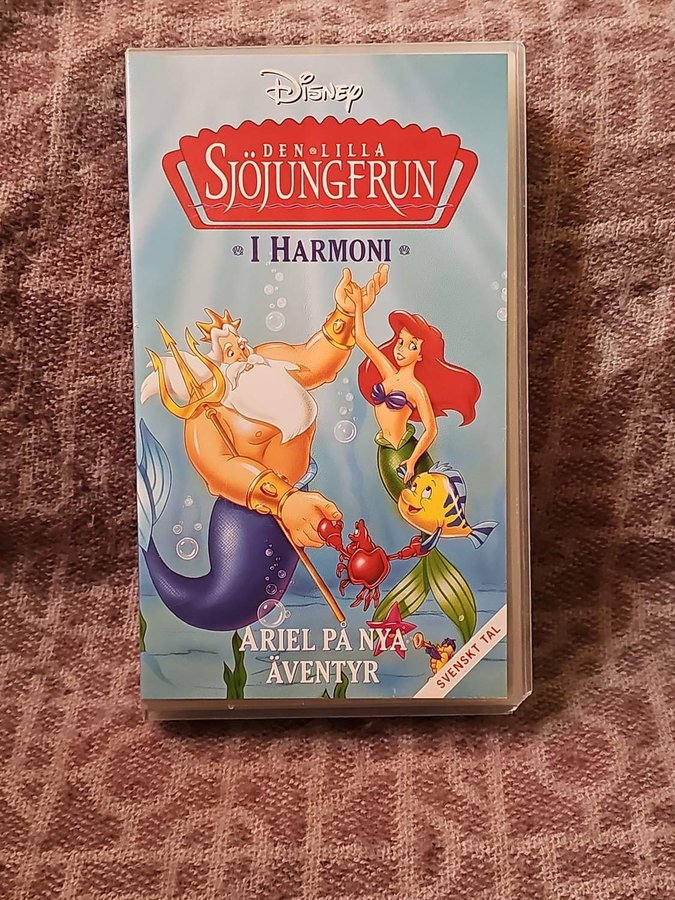 Disney
DEN LILLA
SJÖJUNGFRUN
I HARMONI
ARIEL PÅ NYA
ÄVENTYR
SVENSKT TAL